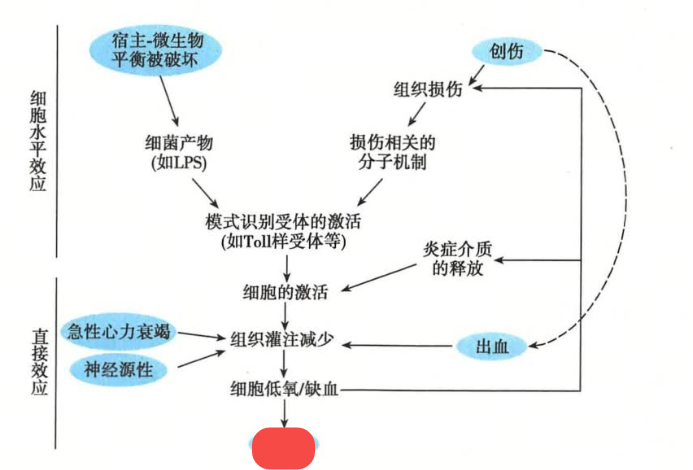 宿主-微生物
平衡被破坏
创伤
组织损伤
细胞水平效应
细菌产物
(如LPS)
损伤相关的
分子机制
模式识别受体的激活
(如Toll样受体等)
炎症介质
的释放
细胞的激活
直接效应
急性心力衰竭
组织灌注减少
出血
神经源性
细胞低氧/缺血